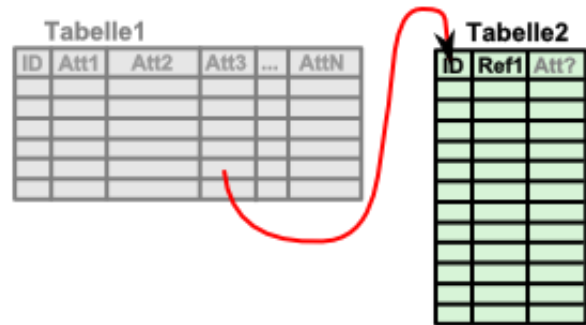 Tabelle1
ID Att1 Att2 Att3 ... AttN
Tabelle2
ID Ref1 Att?